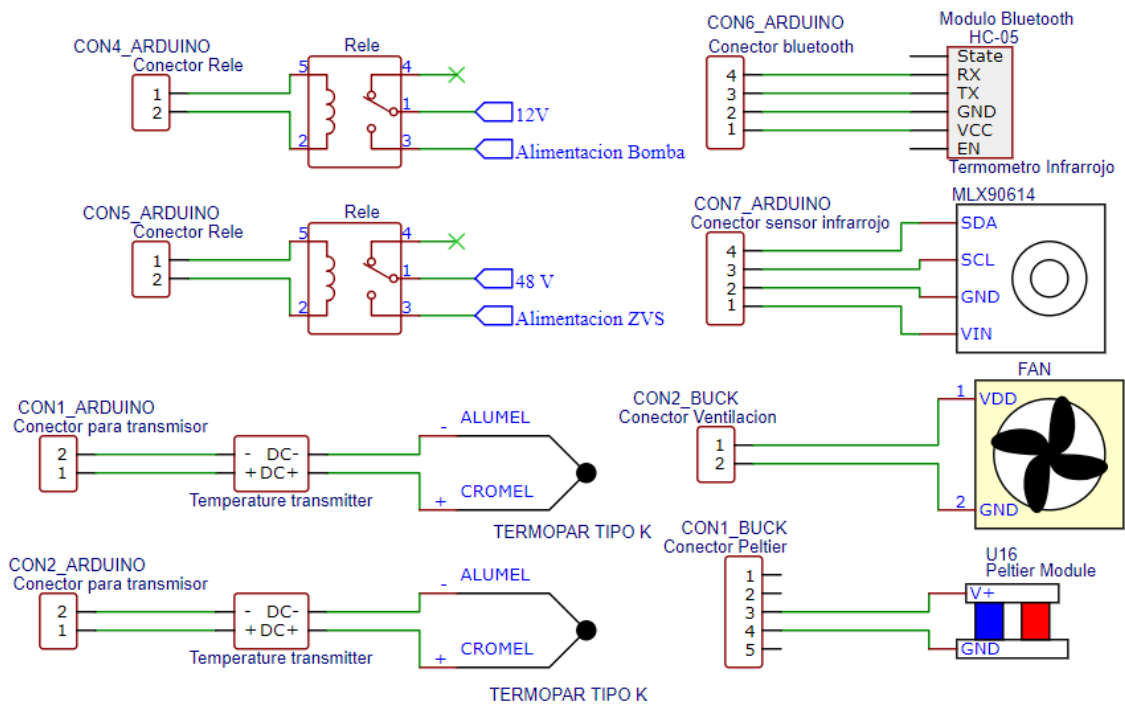 CON4_ARDUINO
Conector Rele
1
2
Rele
5
4
1
2
3
12V
Alimentacion Bomba
CON6_ARDUINO
Conector bluetooth
4
3
2
1
Modulo Bluetooth
HC-05
State
RX
TX
GND
VCC
EN
CON5_ARDUINO
Conector Rele
1
2
Rele
5
4
1
2
3
48 V
Alimentacion ZVS
Termometro Infrarrojo
MLX90614
CON7_ARDUINO
Conector sensor infrarrojo
4
3
2
1
SDA
SCL
GND
VIN
CON1_ARDUINO
Conector para transmisor
2
1
- DC-
+ DC+
Temperature transmitter
- ALUMEL
+ CROMEL
TERMOPAR TIPO K
CON2_BUCK
Conector Ventilacion
1
2
FAN
1 VDD
2 GND
CON2_ARDUINO
Conector para transmisor
2
1
- DC-
+ DC+
Temperature transmitter
- ALUMEL
+ CROMEL
TERMOPAR TIPO K
CON1_BUCK
Conector Peltier
1
2
3
4
5
U16
Peltier Module
V+
GND